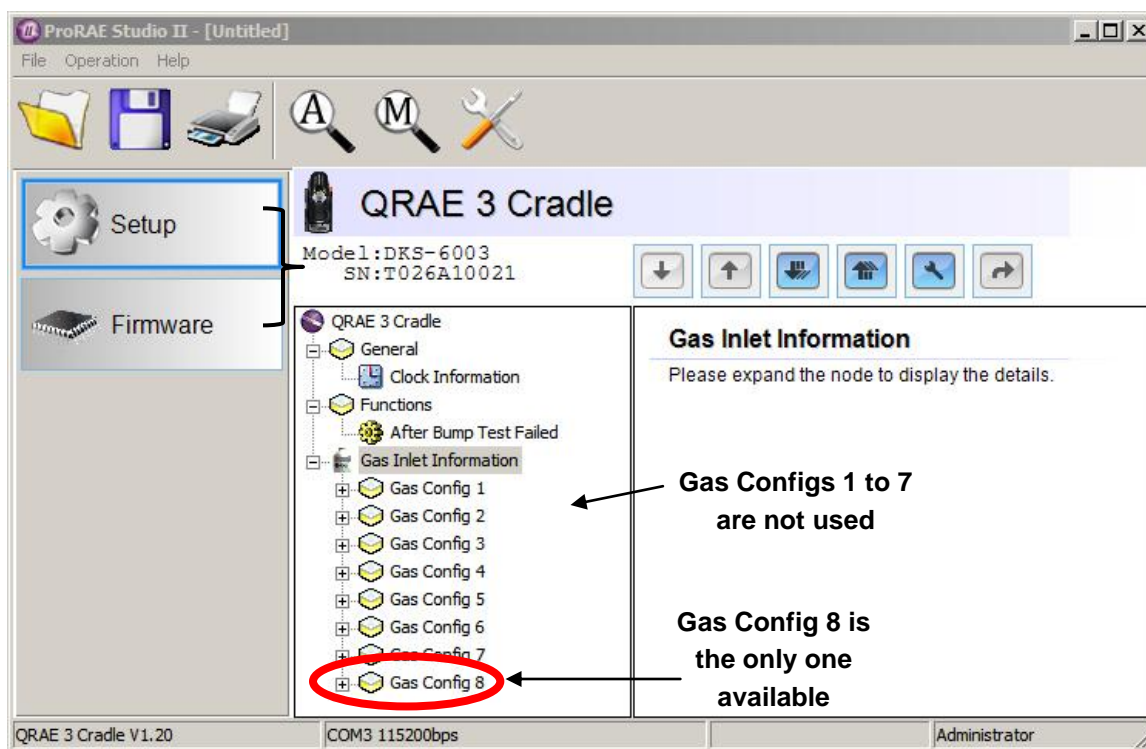 ProRAE Studio II - [Untitled]
File Operation Help
A M
Setup
Firmware
QRAE 3 Cradle
Model:DKS-6003
SN:T026A10021
QRAE 3 Cradle
General
Clock Information
Functions
After Bump Test Failed
Gas Inlet Information
Gas Config 1
Gas Config 2
Gas Config 3
Gas Config 4
Gas Config 5
Gas Config 6
Gas Config 7
Gas Config 8
Gas Inlet Information
Please expand the node to display the details.
Gas Configs 1 to 7
are not used
Gas Config 8 is
the only one
available
QRAE 3 Cradle V1.20
COM3 115200bps
Administrator